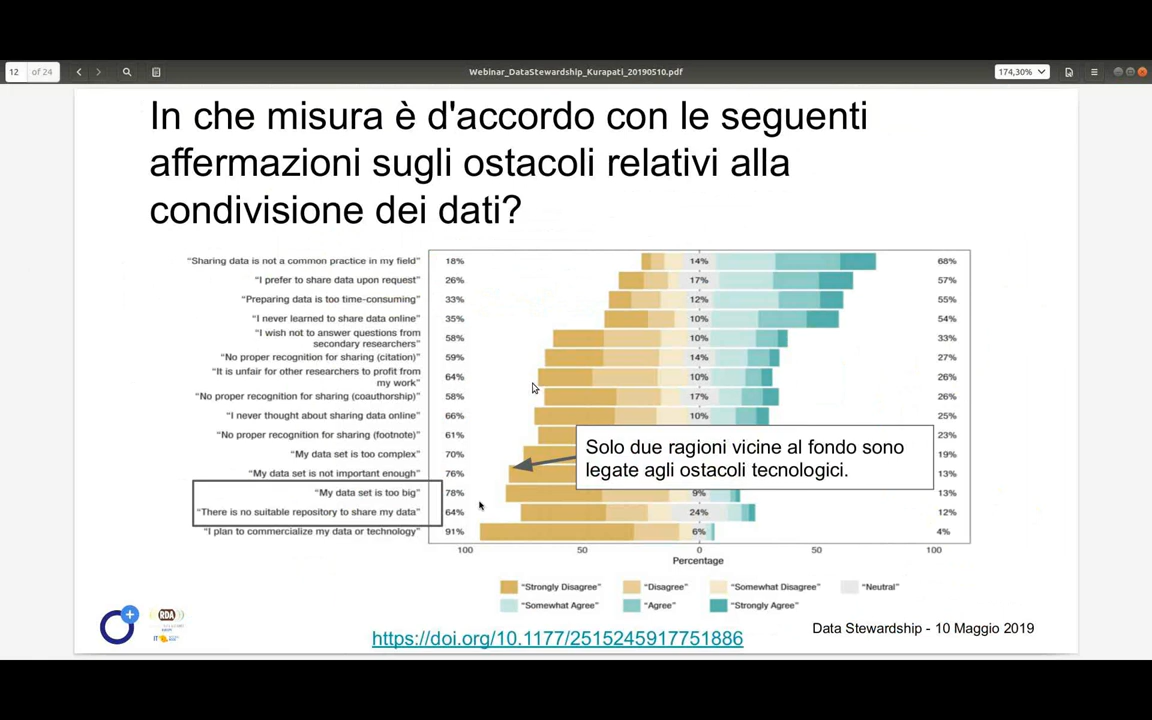 12 of 24
Webinar_DataStewardship_Kurapati_20190510.pdf
174,30%
In che misura è d'accordo con le seguenti
affermazioni sugli ostacoli relativi alla
condivisione dei dati?
“Sharing data is not a common practice in my field” 18% 14% 68%
“I prefer to share data upon request” 26% 17% 57%
“Preparing data is too time-consuming” 33% 12% 55%
“I never learned to share data online” 35% 10% 54%
“I wish not to answer questions from
secondary researchers” 58% 10% 33%
“No proper recognition for sharing (citation)” 59% 14% 27%
“It is unfair for other researchers to profit from
my work” 64% 10% 26%
“No proper recognition for sharing (coauthorship)” 58% 17% 26%
“I never thought about sharing data online” 66% 10% 25%
“No proper recognition for sharing (footnote)” 61% 23%
“My data set is too complex” 70% 19%
“My data set is not important enough” 76% 13%
“My data set is too big” 78% 9% 13%
“There is no suitable repository to share my data” 64% 24% 12%
“I plan to commercialize my data or technology” 91% 6% 4%
Solo due ragioni vicine al fondo sono
legate agli ostacoli tecnologici.
100 50 0 50 100
Percentage
“Strongly Disagree” “Disagree” “Somewhat Disagree” “Neutral”
“Somewhat Agree” “Agree” “Strongly Agree”
RDA
https://doi.org/10.1177/2515245917751886
Data Stewardship - 10 Maggio 2019